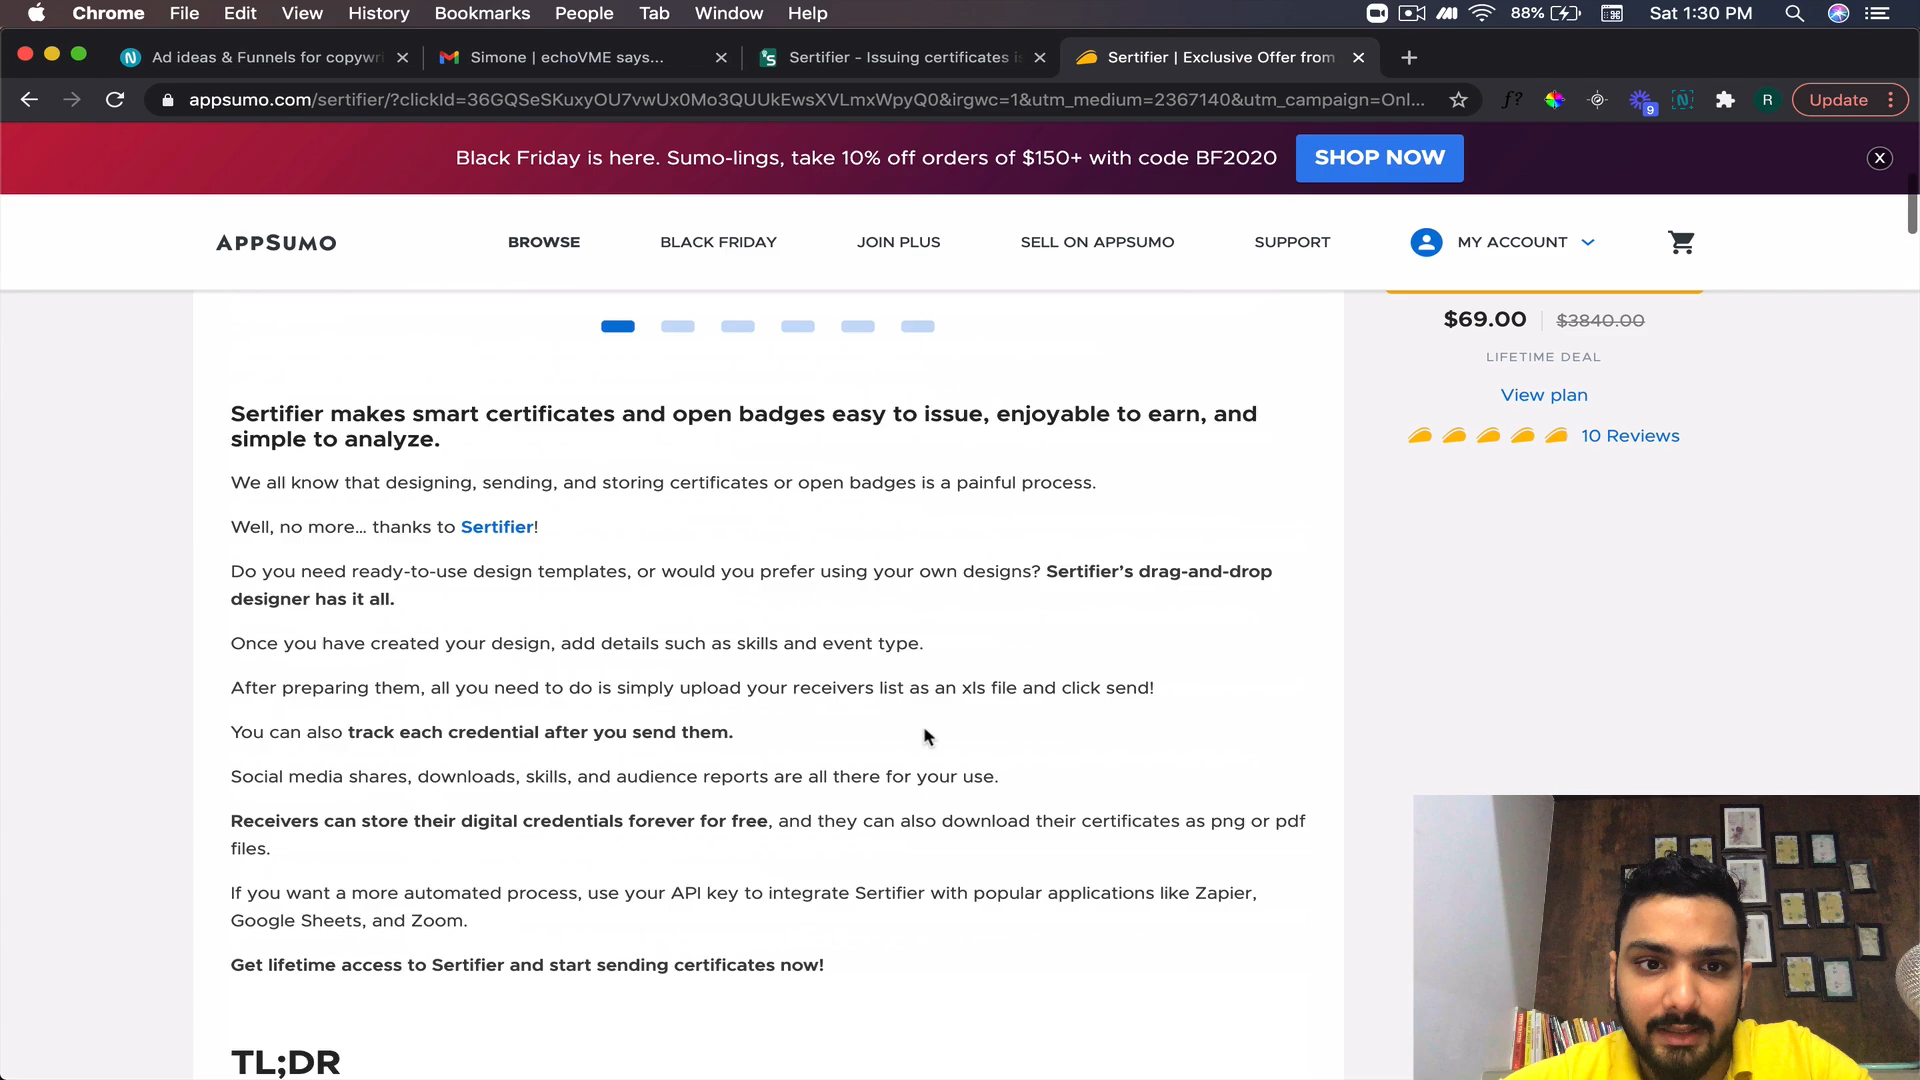 Chrome File Edit View History Bookmarks People Tab Window Help 88% Sat 1:30 PM
Ad ideas & Funnels for copywri
Simone | echoVME says...
Sertifier - Issuing certificates is
Sertifier | Exclusive Offer from
appsumo.com/sertifier/?clickId=36GQSeSKuxyOU7vwUx0Mo3QUUkEwsXVLmxWpyQ0&irgwc=1&utm_medium=2367140&utm_campaign=Onl...
f?
9
R
Update
Black Friday is here. Sumo-lings, take 10% off orders of $150+ with code BF2020
SHOP NOW
APPSUMO
BROWSE
BLACK FRIDAY
JOIN PLUS
SELL ON APPSUMO
SUPPORT
MY ACCOUNT
$69.00 $3840.00
LIFETIME DEAL
View plan
10 Reviews
Sertifier makes smart certificates and open badges easy to issue, enjoyable to earn, and
simple to analyze.
We all know that designing, sending, and storing certificates or open badges is a painful process.
Well, no more... thanks to Sertifier!
Do you need ready-to-use design templates, or would you prefer using your own designs? Sertifier's drag-and-drop
designer has it all.
Once you have created your design, add details such as skills and event type.
After preparing them, all you need to do is simply upload your receivers list as an xls file and click send!
You can also track each credential after you send them.
Social media shares, downloads, skills, and audience reports are all there for your use.
Receivers can store their digital credentials forever for free, and they can also download their certificates as png or pdf
files.
If you want a more automated process, use your API key to integrate Sertifier with popular applications like Zapier,
Google Sheets, and Zoom.
Get lifetime access to Sertifier and start sending certificates now!
TL;DR